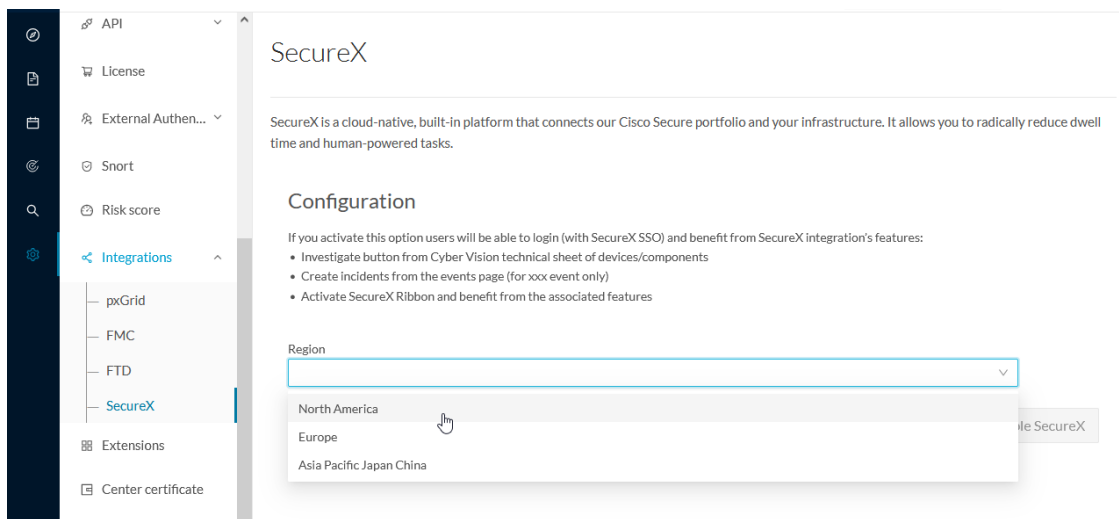 API
License
External Authen...
Snort
Risk score
Integrations
pxGrid
FMC
FTD
SecureX
Extensions
Center certificate
SecureX
SecureX is a cloud-native, built-in platform that connects our Cisco Secure portfolio and your infrastructure. It allows you to radically reduce dwell
time and human-powered tasks.
Configuration
If you activate this option users will be able to login (with SecureX SSO) and benefit from SecureX integration's features:
• Investigate button from Cyber Vision technical sheet of devices/components
• Create incidents from the events page (for xxx event only)
• Activate SecureX Ribbon and benefit from the associated features
Region
North America
Europe
Asia Pacific Japan China
SecureX